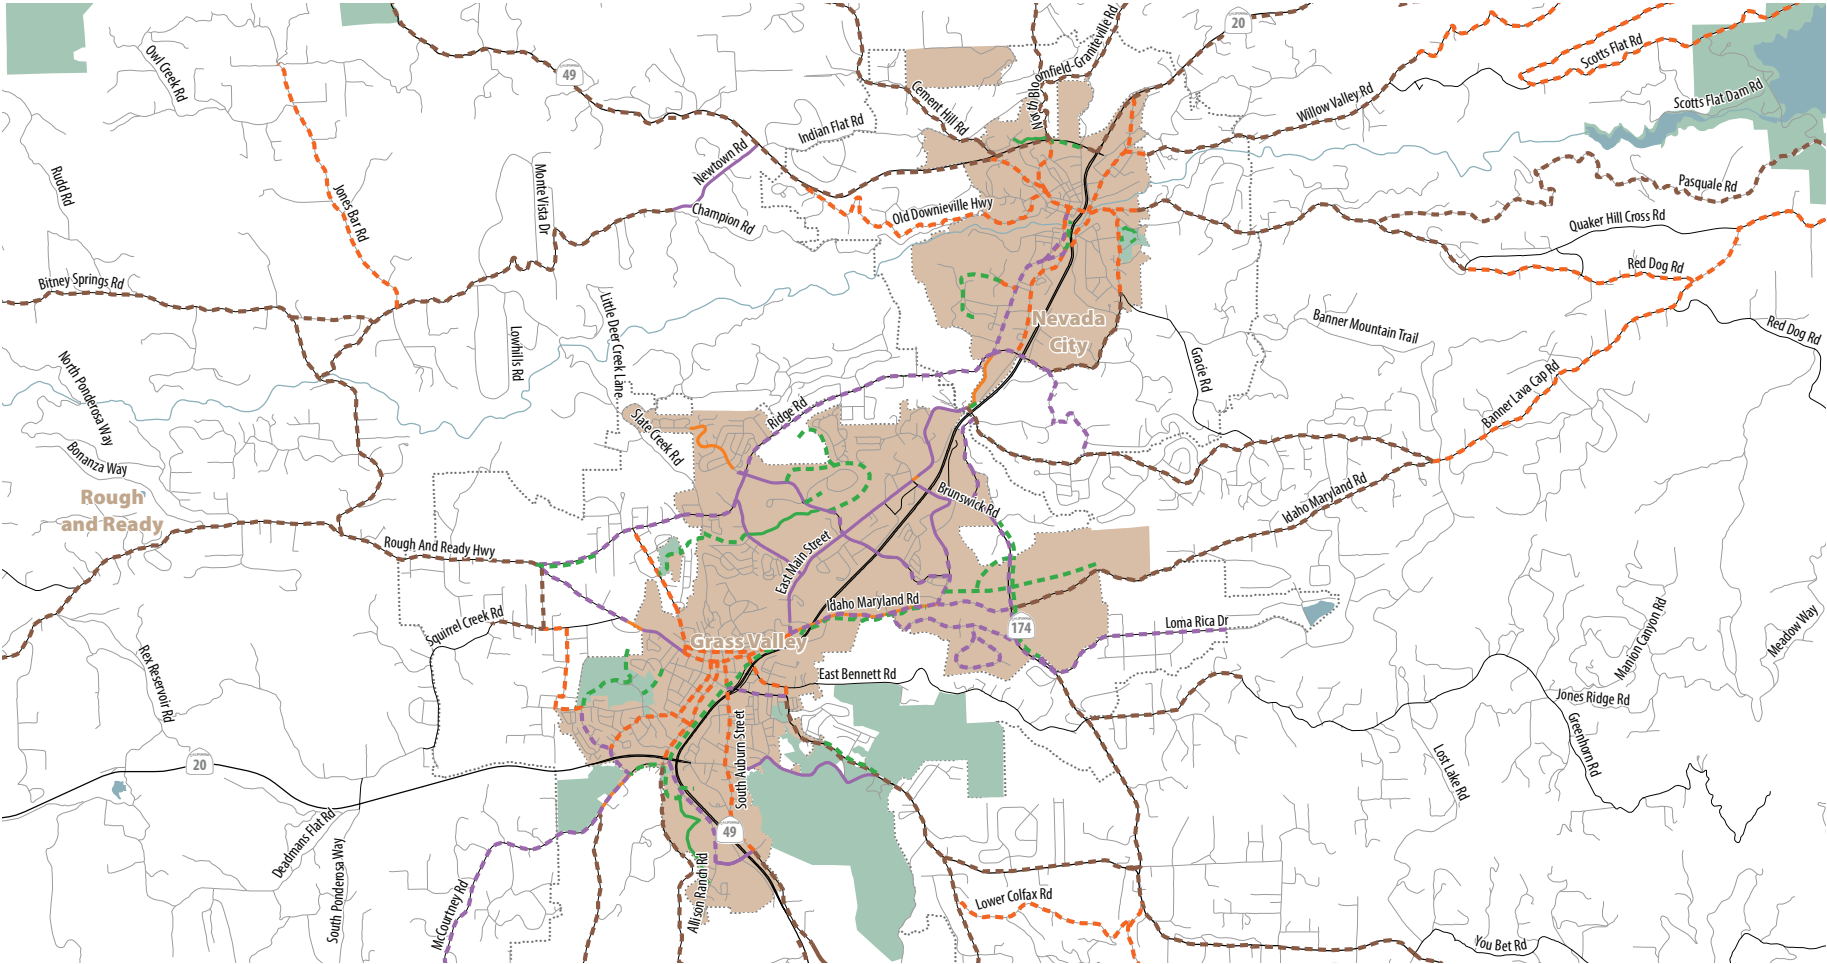 20
49
Owl Creek Rd
Scotts Flat Rd
North Bloomfield-Graniteville Rd
Cement Hill Rd
Willow Valley Rd
Scotts Flat Dam Rd
Indian Flat Rd
Newtown Rd
Rudd Rd
Jones Bar Rd
Monte Vista Dr
Champion Rd
Old Downieville Hwy
Pasquale Rd
Quaker Hill Cross Rd
Red Dog Rd
Bitney Springs Rd
Little Deer Creek Lane
Lowhills Rd
Nevada
City
Banner Mountain Trail
Red Dog Rd
Gracie Rd
North Ponderosa Way
Banner Lava Cap Rd
Ridge Rd
Slate Creek Rd
Bonanza Way
Rough
and Ready
Brunswick Rd
Idaho Maryland Rd
Rough And Ready Hwy
East Main Street
Idaho Maryland Rd
Squirrel Creek Rd
174
Loma Rica Dr
Grass Valley
Manion Canyon Rd
Meadow Way
Rex Reservoir Rd
East Bennett Rd
Jones Ridge Rd
Greenhorn Rd
South Auburn Street
20
Lost Lake Rd
49
Deadmans Flat Rd
South Ponderosa Way
McCourtney Rd
Allison Ranch Rd
Lower Colfax Rd
You Bet Rd